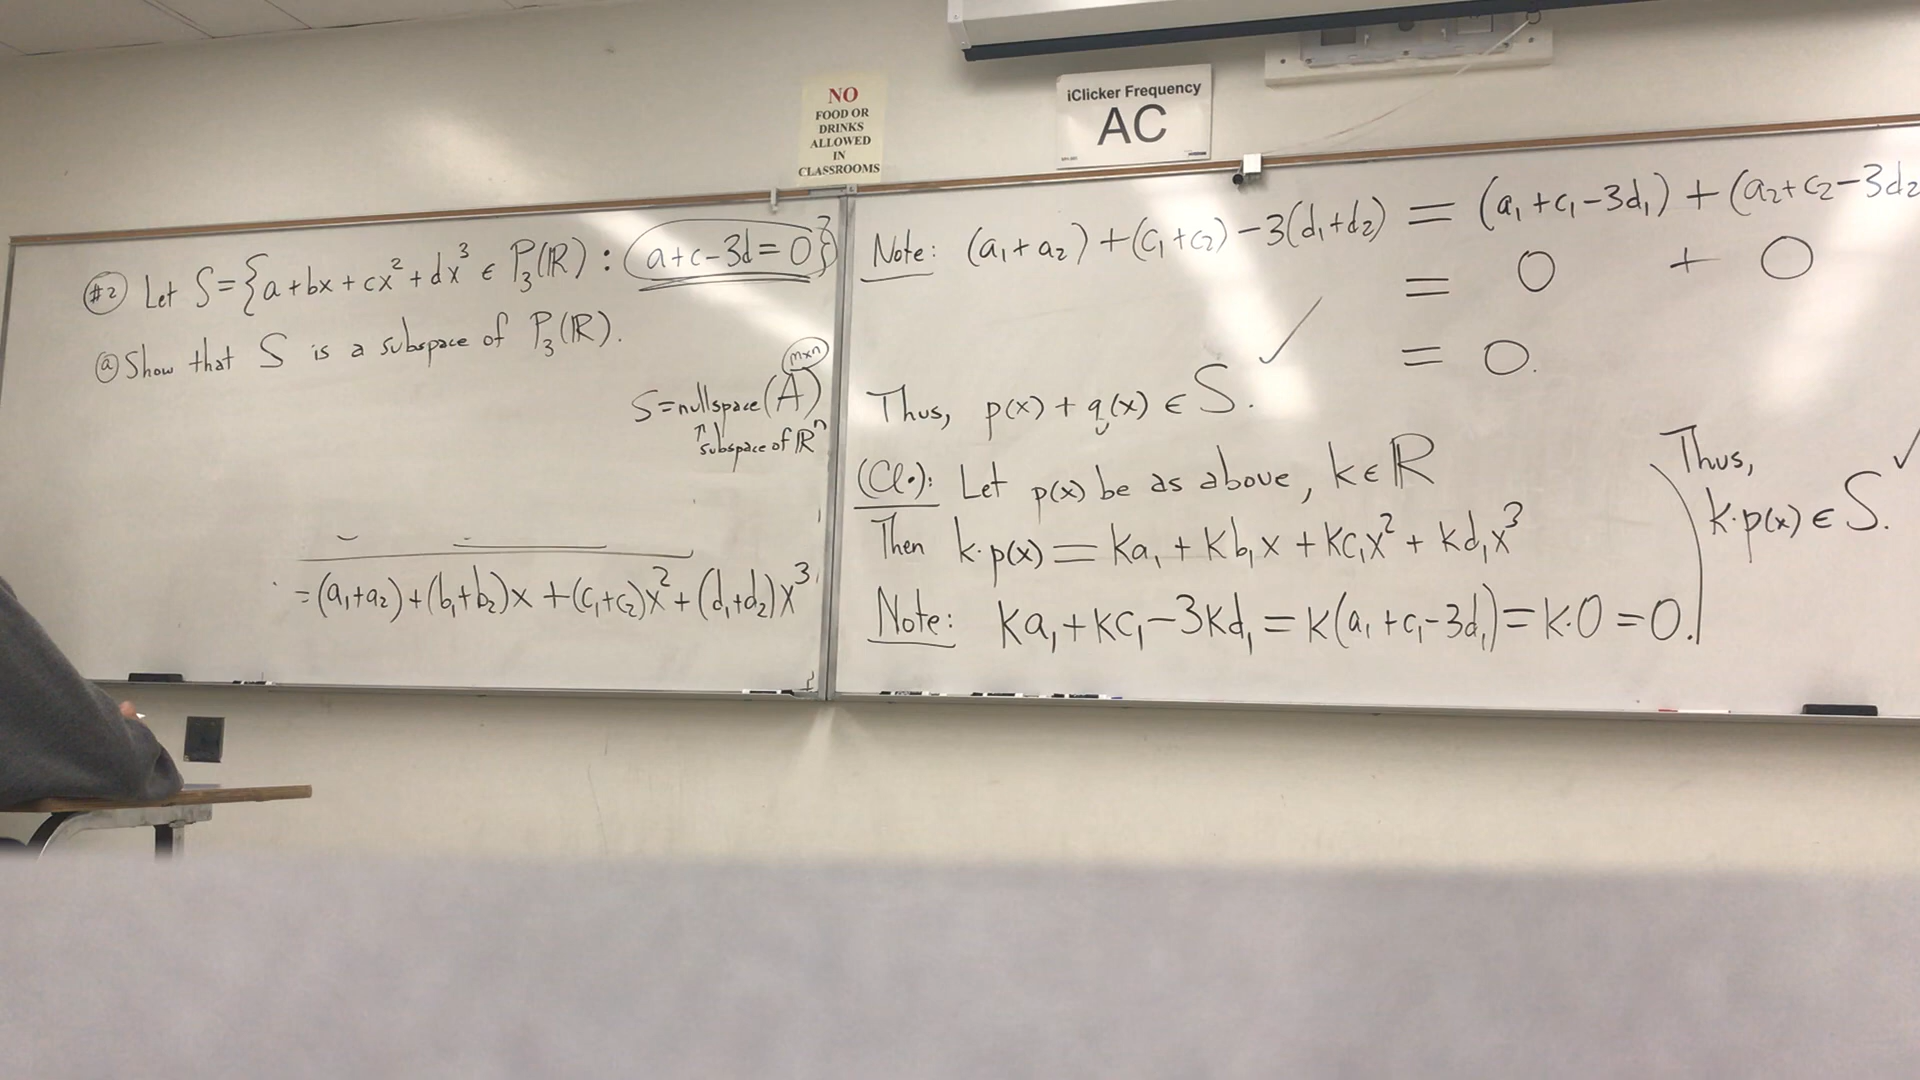 NO
FOOD OR
DRINKS
ALLOWED
IN
CLASSROOMS
iClicker Frequency
AC
#2 Let S={a+bx+cx²+dx³ ∈ P₃(ℝ) : a+c-3d=0}
ⓐ Show that S is a subspace of P₃(ℝ).
m×n
S=nullspace(A)
↑
subspace of ℝⁿ
=(a₁+a₂)+(b₁+b₂)x+(c₁+c₂)x²+(d₁+d₂)x³
Note: (a₁+a₂)+(c₁+c₂)-3(d₁+d₂) = (a₁+c₁-3d₁)+(a₂+c₂-3d₂
= 0 + 0
= 0.
Thus, p(x)+q(x) ∈ S. ✓
(Cl•): Let p(x) be as above, k∈ℝ
Then k·p(x) = ka₁+kb₁x+kc₁x²+kd₁x³
Note: ka₁+kc₁-3kd₁=k(a₁+c₁-3d₁)=k·0=0.
Thus,
k·p(x) ∈ S. ✓